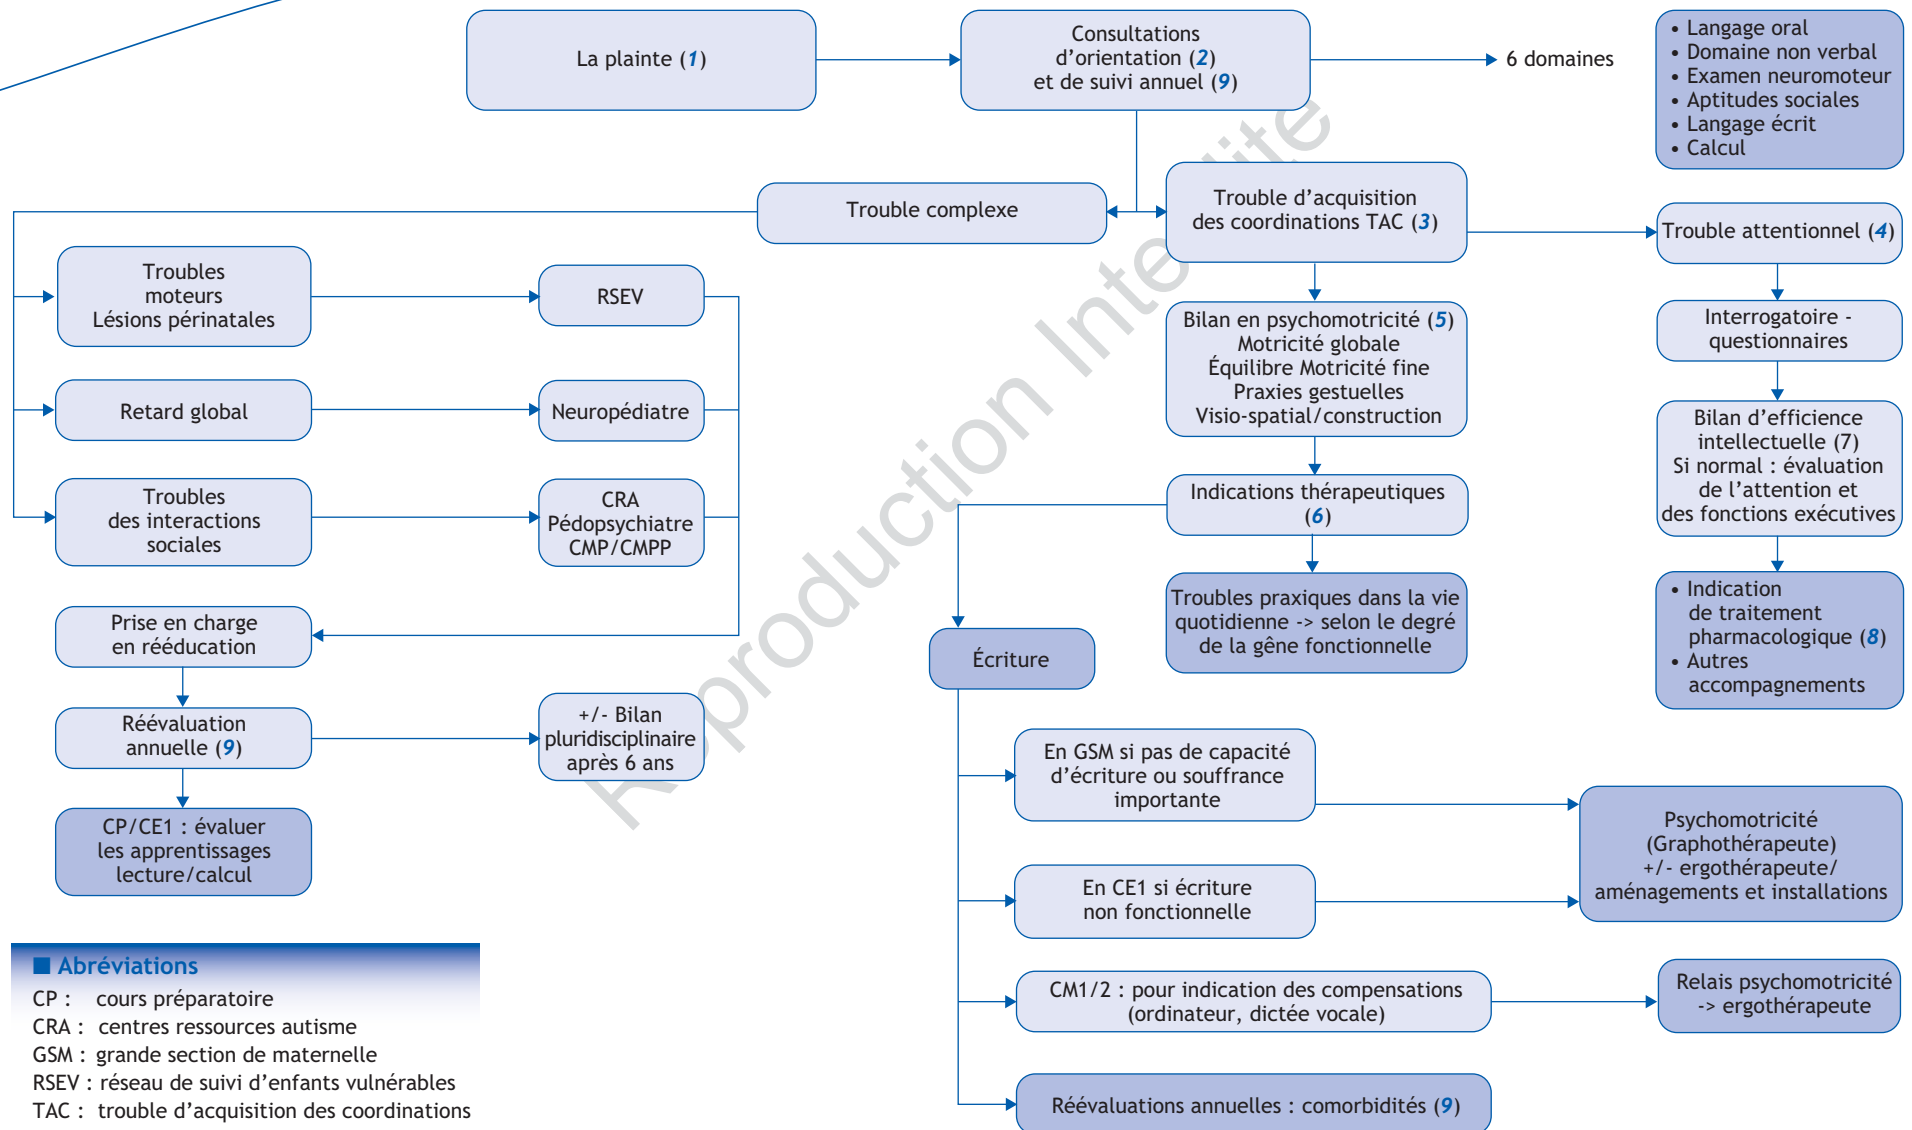 La plainte (1)
Consultations
d'orientation (2)
et de suivi annuel (9)
6 domaines
• Langage oral
• Domaine non verbal
• Examen neuromoteur
• Aptitudes sociales
• Langage écrit
• Calcul
Trouble complexe
Trouble d'acquisition
des coordinations TAC (3)
Trouble attentionnel (4)
Troubles
moteurs
Lésions périnatales
RSEV
Retard global
Neuropédiatre
Troubles
des interactions
sociales
CRA
Pédopsychiatre
CMP/CMPP
Prise en charge
en rééducation
Réévaluation
annuelle (9)
+/- Bilan
pluridisciplinaire
après 6 ans
CP/CE1 : évaluer
les apprentissages
lecture/calcul
Bilan en psychomotricité (5)
Motricité globale
Équilibre Motricité fine
Praxies gestuelles
Visio-spatial/construction
Indications thérapeutiques
(6)
Troubles praxiques dans la vie
quotidienne -> selon le degré
de la gêne fonctionnelle
Interrogatoire -
questionnaires
Bilan d'efficience
intellectuelle (7)
Si normal : évaluation
de l'attention et
des fonctions exécutives
• Indication
de traitement
pharmacologique (8)
• Autres
accompagnements
Écriture
En GSM si pas de capacité
d'écriture ou souffrance
importante
En CE1 si écriture
non fonctionnelle
Psychomotricité
(Graphothérapeute)
+/- ergothérapeute/
aménagements et installations
CM1/2 : pour indication des compensations
(ordinateur, dictée vocale)
Relais psychomotricité
-> ergothérapeute
Réévaluations annuelles : comorbidités (9)
■ Abréviations
CP : cours préparatoire
CRA : centres ressources autisme
GSM : grande section de maternelle
RSEV : réseau de suivi d'enfants vulnérables
TAC : trouble d'acquisition des coordinations